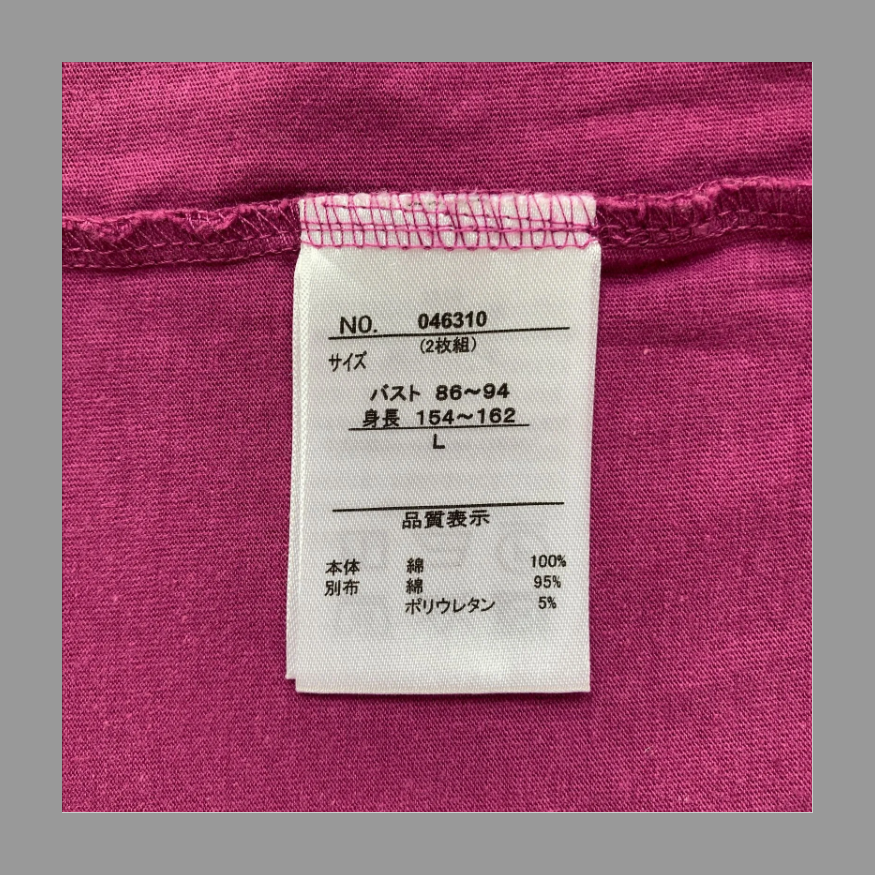 NO. 046310
(2枚組)
サイズ
バスト 86〜94
身長 154〜162
L
品質表示
本体 綿 100%
別布 綿 95%
ポリウレタン 5%